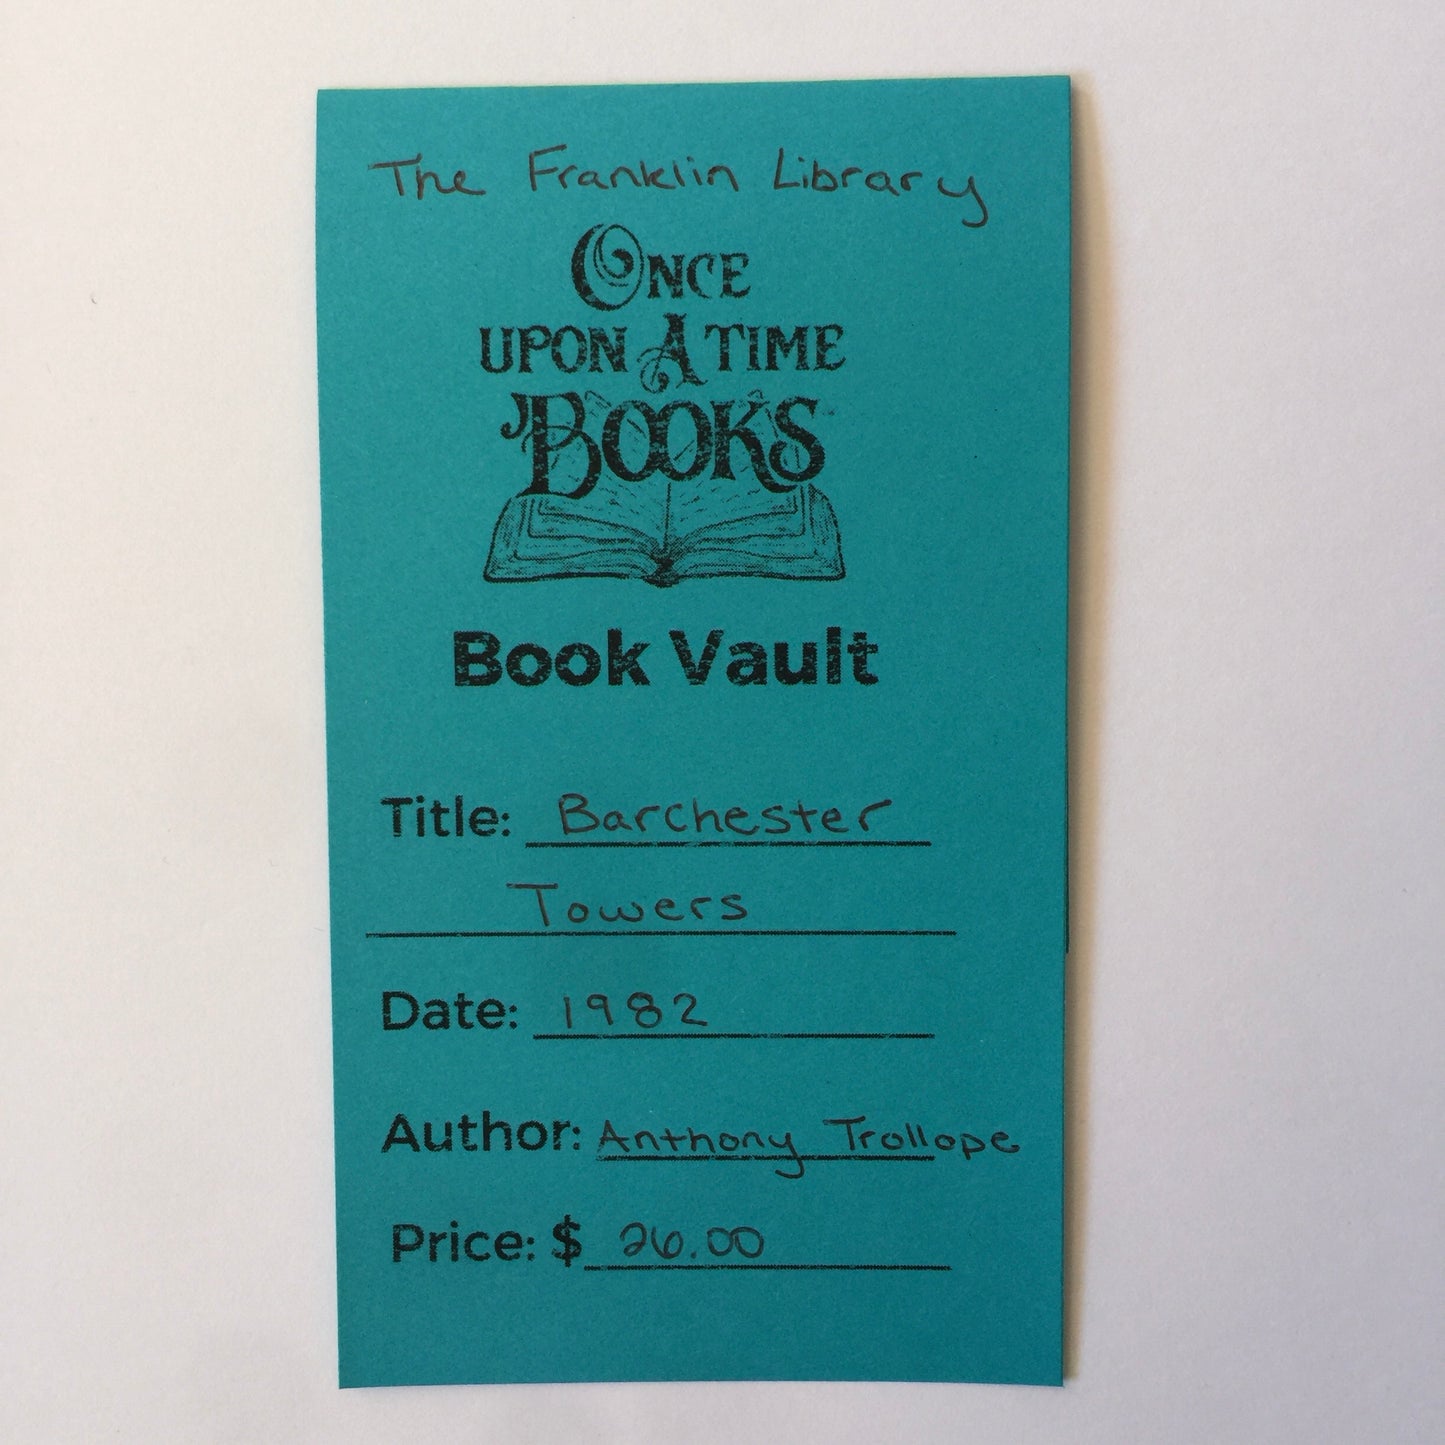 The Franklin Library
ONCE
UPON A TIME
BOOKS
Book Vault
Title: Barchester
Towers
Date: 1982
Author: Anthony Trollope
Price: $ 26.00